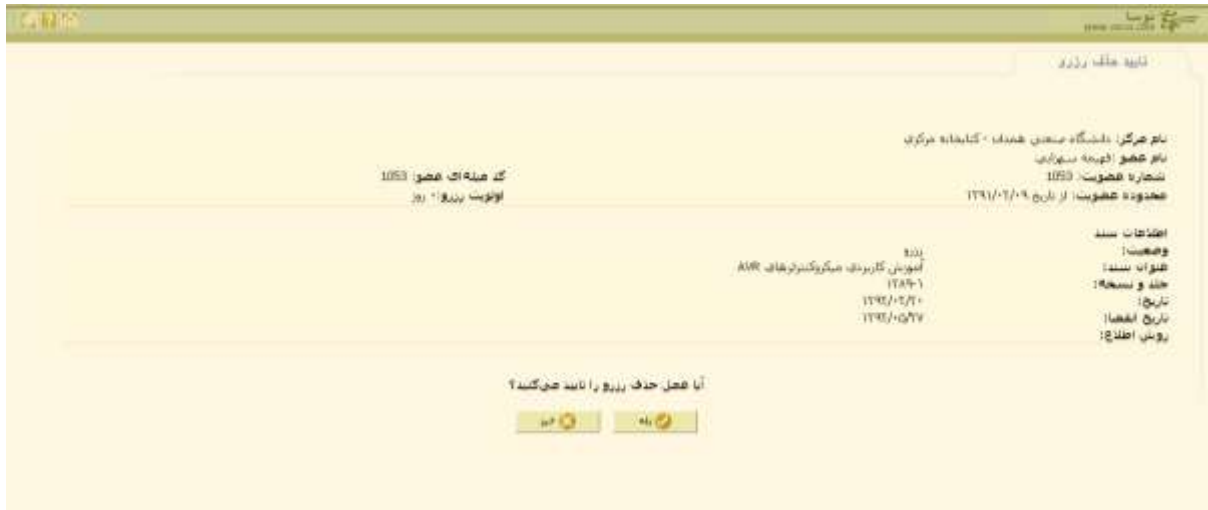 نوسا
تایید حذف رزرو
نام مرکز: دانشگاه صنعتی همدان - کتابخانه مرکزی
نام عضو: فهیمه سهرابی
شماره عضویت: 1053 کد میله‌ای عضو: 1053
محدوده عضویت: از تاریخ ۱۳۹۱/۰۲/۰۹ اولویت رزرو: ۰ روز
اطلاعات سند
وضعیت: رزرو
عنوان سند: آموزش کاربردی میکروکنترلرهای AVR
جلد و نسخه: ۱۳۸۹-۱
تاریخ:
تاریخ انقضا:
روش اطلاع:
آیا عمل حذف رزرو را تایید می‌کنید؟
بله خیر